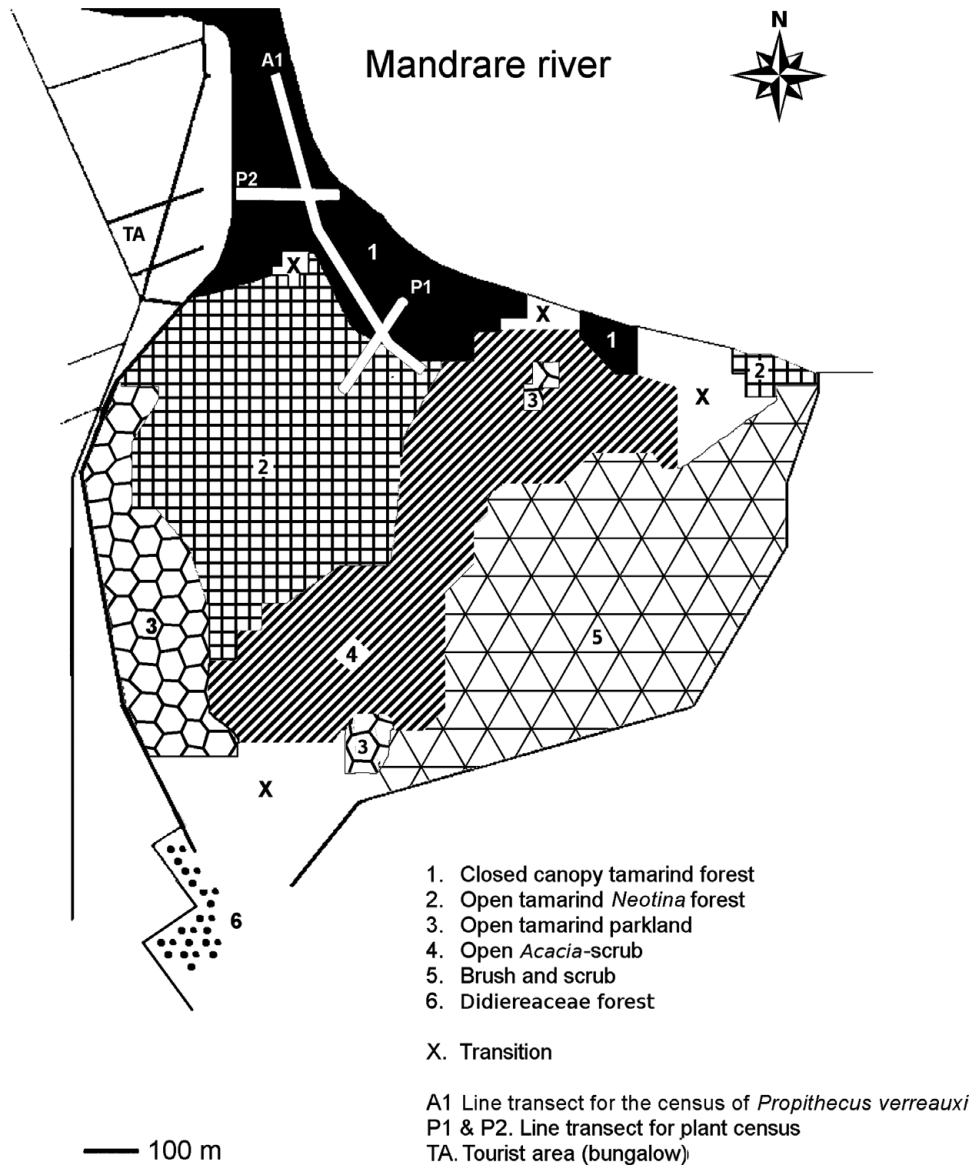 N
Mandrare river
A1
P2
TA
1
X
P1
X
1
2
3
X
2
3
5
4
3
X
6
1. Closed canopy tamarind forest
2. Open tamarind Neotina forest
3. Open tamarind parkland
4. Open Acacia-scrub
5. Brush and scrub
6. Didiereaceae forest
X. Transition
A1 Line transect for the census of Propithecus verreauxi
P1 & P2. Line transect for plant census
TA. Tourist area (bungalow)
100 m